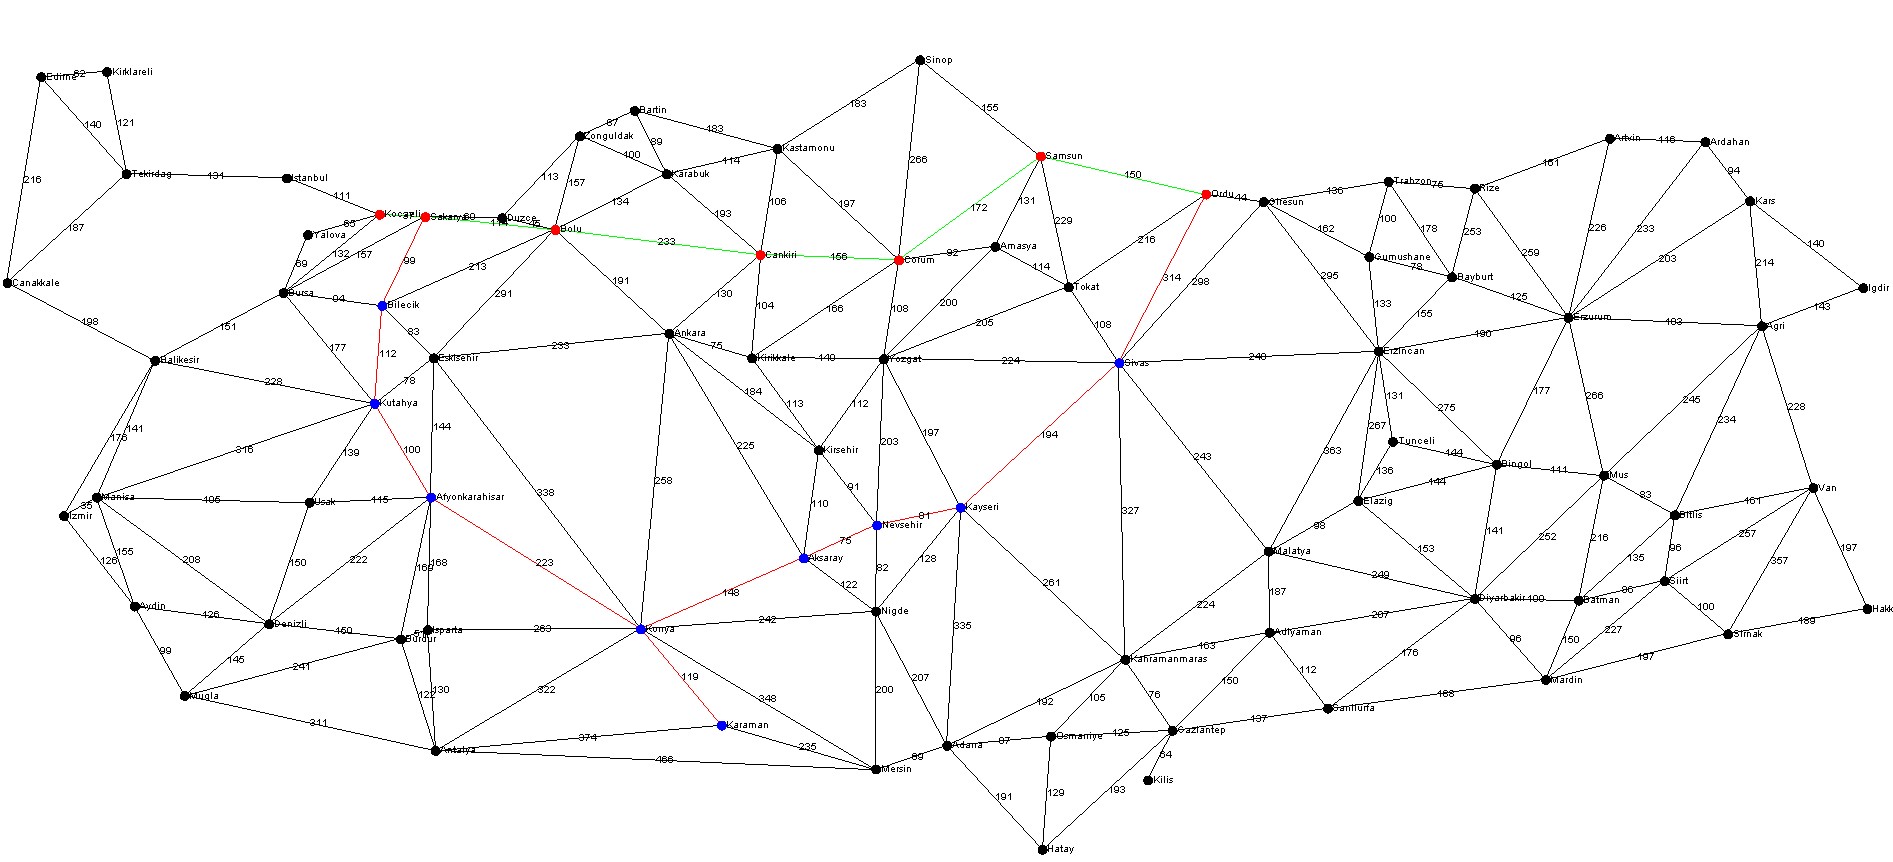 Sinop
Edirne
52
Kirklareli
183
155
Bartin
67
140
121
Zonguldak
89
183
Artvin
116
Ardahan
Kastamonu
100
114
Samsun
94
216
Tekirdag
131
Istanbul
113
157
Karabuk
266
150
Trabzon
75
Rize
161
111
134
106
197
172
131
229
Ordu
44
Giresun
136
Kars
187
65
Kocaeli
Sakarya
60
Duzce
114
45
Bolu
193
216
100
178
253
226
233
Yalova
132
157
233
Cankiri
156
Corum
92
Amasya
162
Gumushane
78
259
203
140
69
99
213
114
314
298
295
Bayburt
214
Canakkale
Bursa
94
Bilecik
291
191
130
104
166
200
Tokat
133
125
Igdir
198
151
177
83
Ankara
108
205
108
155
Erzurum
143
Agri
112
Eskisehir
233
75
Kirikkale
140
Yozgat
224
Sivas
240
Erzincan
190
Balikesir
228
78
184
113
112
131
275
177
266
245
228
Kutahya
203
197
194
267
234
176
141
316
139
100
144
225
Kirsehir
243
363
Tunceli
144
Bingol
111
Mus
258
91
136
144
83
Manisa
105
Usak
115
Afyonkarahisar
338
110
Elazig
Van
35
Izmir
Nevsehir
81
Kayseri
327
98
141
252
216
Bitlis
161
155
208
222
75
257
126
150
168
223
Aksaray
128
Malatya
153
135
96
357
197
82
261
249
Siirt
148
122
187
86
Aydin
126
Denizli
Nigde
224
Diyarbakir
100
Batman
100
Hakk
150
Burdur
Isparta
263
Konya
242
335
207
189
Sirnak
99
145
241
163
Adiyaman
96
150
227
Kahramanmaras
176
197
Mugla
130
322
119
348
200
207
192
105
76
150
112
168
Mardin
311
137
Sanliurfa
Karaman
374
235
87
Osmaniye
125
Gaziantep
Antalya
466
Adana
Mersin
89
64
Kilis
191
129
193
Hatay